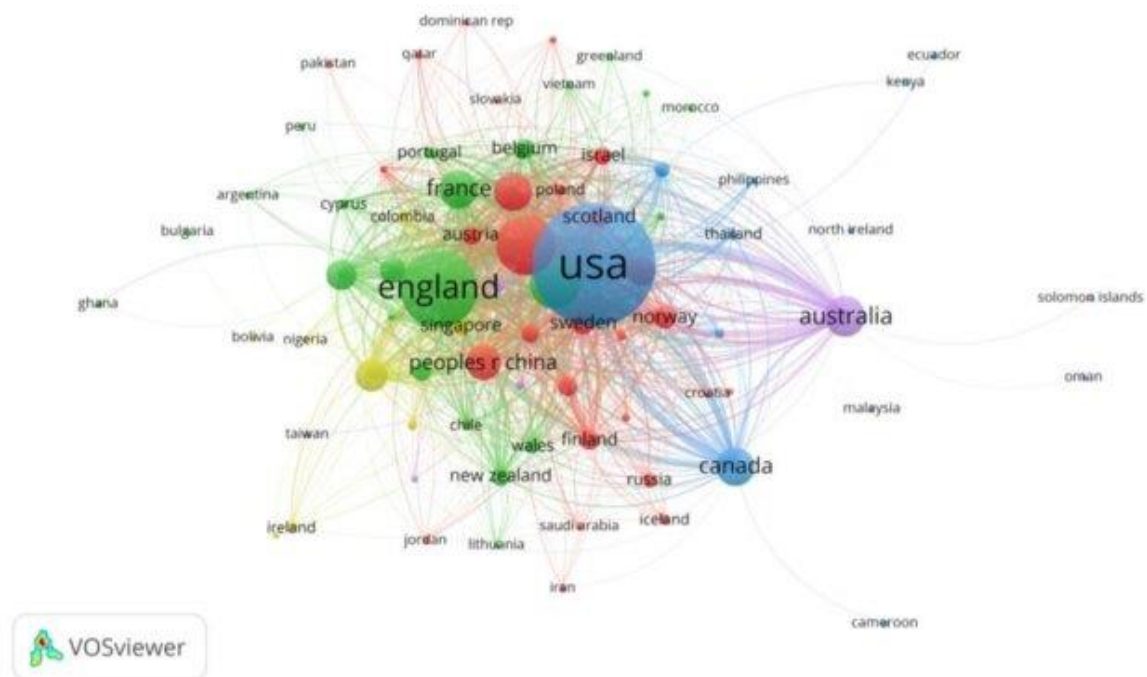 dominican rep
ecuador
pakistan
qatar
greenland
kenya
vietnam
slovakia
morocco
peru
portugal
belgium
israel
philippines
france
poland
argentina
cyprus
colombia
scotland
bulgaria
austria
thailand
north ireland
usa
england
ghana
solomon islands
australia
singapore
sweden
norway
bolivia
nigeria
peoples r china
oman
croatia
malaysia
chile
taiwan
wales
finland
canada
new zealand
russia
ireland
saudi arabia
iceland
jordan
lithuania
iran
cameroon
VOSviewer